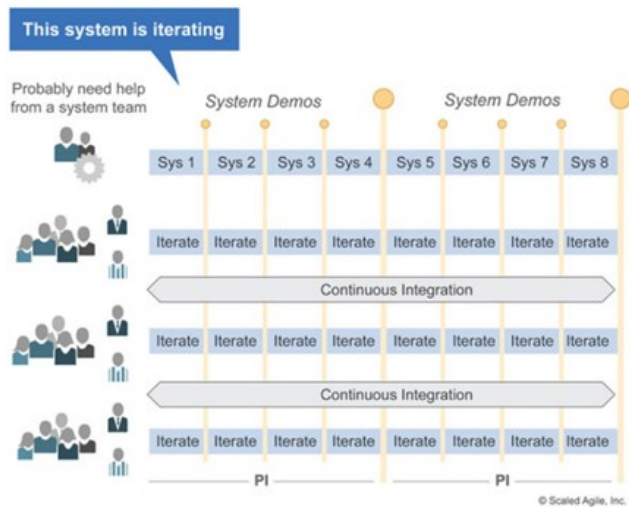 This system is iterating
Probably need help
from a system team
System Demos
System Demos
Sys 1 Sys 2 Sys 3 Sys 4 Sys 5 Sys 6 Sys 7 Sys 8
Iterate Iterate Iterate Iterate Iterate Iterate Iterate Iterate
Continuous Integration
Iterate Iterate Iterate Iterate Iterate Iterate Iterate Iterate
Continuous Integration
Iterate Iterate Iterate Iterate Iterate Iterate Iterate Iterate
PI PI
© Scaled Agile, Inc.